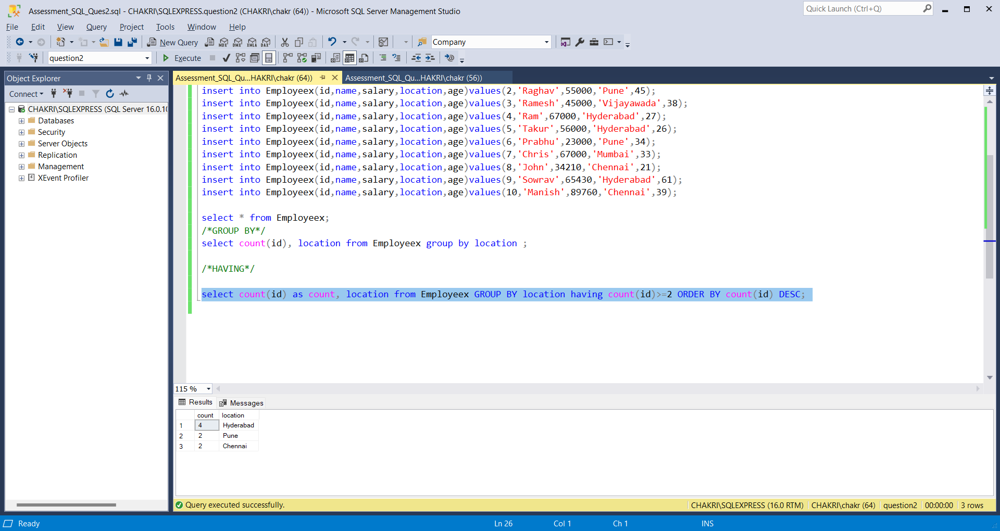 Assessment_SQL_Ques2.sql - CHAKRI\SQLEXPRESS.question2 (CHAKRI\chakr (64)) - Microsoft SQL Server Management Studio
Quick Launch (Ctrl+Q)
File Edit View Query Project Tools Window Help
New Query MDX DMX XMLA DAX Company
question2 Execute
Object Explorer
Assessment_SQL_Qu...HAKRI\chakr (64)) Assessment_SQL_Qu...HAKRI\chakr (56))
Connect
CHAKRI\SQLEXPRESS (SQL Server 16.0.10
Databases
Security
Server Objects
Replication
Management
XEvent Profiler
insert into Employeex(id,name,salary,location,age)values(2,'Raghav',55000,'Pune',45);
insert into Employeex(id,name,salary,location,age)values(3,'Ramesh',45000,'Vijayawada',38);
insert into Employeex(id,name,salary,location,age)values(4,'Ram',67000,'Hyderabad',27);
insert into Employeex(id,name,salary,location,age)values(5,'Takur',56000,'Hyderabad',26);
insert into Employeex(id,name,salary,location,age)values(6,'Prabhu',23000,'Pune',34);
insert into Employeex(id,name,salary,location,age)values(7,'Chris',67000,'Mumbai',33);
insert into Employeex(id,name,salary,location,age)values(8,'John',34210,'Chennai',21);
insert into Employeex(id,name,salary,location,age)values(9,'Sowrav',65430,'Hyderabad',61);
insert into Employeex(id,name,salary,location,age)values(10,'Manish',89760,'Chennai',39);
select * from Employeex;
/*GROUP BY*/
select count(id), location from Employeex group by location ;
/*HAVING*/
select count(id) as count, location from Employeex GROUP BY location having count(id)>=2 ORDER BY count(id) DESC;
115 %
Results Messages
count location
1 4 Hyderabad
2 2 Pune
3 2 Chennai
Query executed successfully. CHAKRI\SQLEXPRESS (16.0 RTM) CHAKRI\chakr (64) question2 00:00:00 3 rows
Ready Ln 26 Col 1 Ch 1 INS